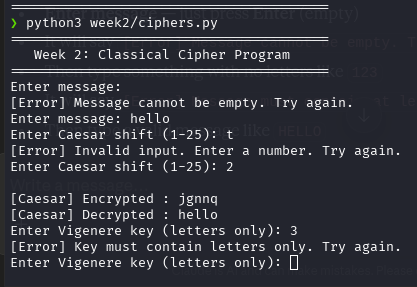 ❯ python3 week2/ciphers.py
Week 2: Classical Cipher Program
Enter message:
[Error] Message cannot be empty. Try again.
Enter message: hello
Enter Caesar shift (1-25): t
[Error] Invalid input. Enter a number. Try again.
Enter Caesar shift (1-25): 2
[Caesar] Encrypted : jgnnq
[Caesar] Decrypted : hello
Enter Vigenere key (letters only): 3
[Error] Key must contain letters only. Try again.
Enter Vigenere key (letters only):